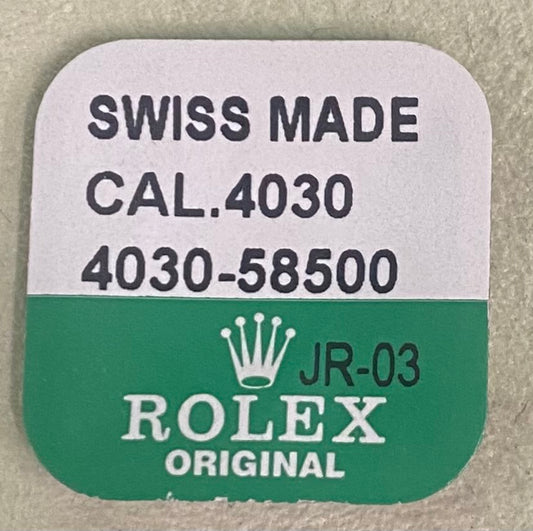 SWISS MADE
CAL.4030
4030-58500
JR-03
ROLEX
ORIGINAL